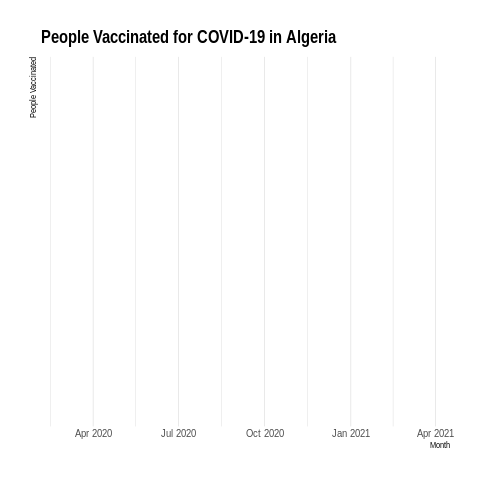 People Vaccinated for COVID-19 in Algeria
People Vaccinated
Apr 2020
Jul 2020
Oct 2020
Jan 2021
Apr 2021
Month